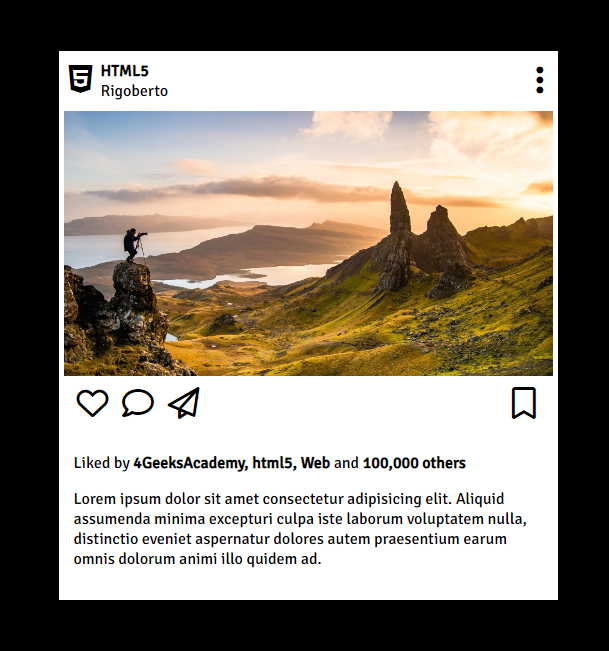 HTML5
Rigoberto
Liked by 4GeeksAcademy, html5, Web and 100,000 others
Lorem ipsum dolor sit amet consectetur adipisicing elit. Aliquid
assumenda minima excepturi culpa iste laborum voluptatem nulla,
distinctio eveniet aspernatur dolores autem praesentium earum
omnis dolorum animi illo quidem ad.